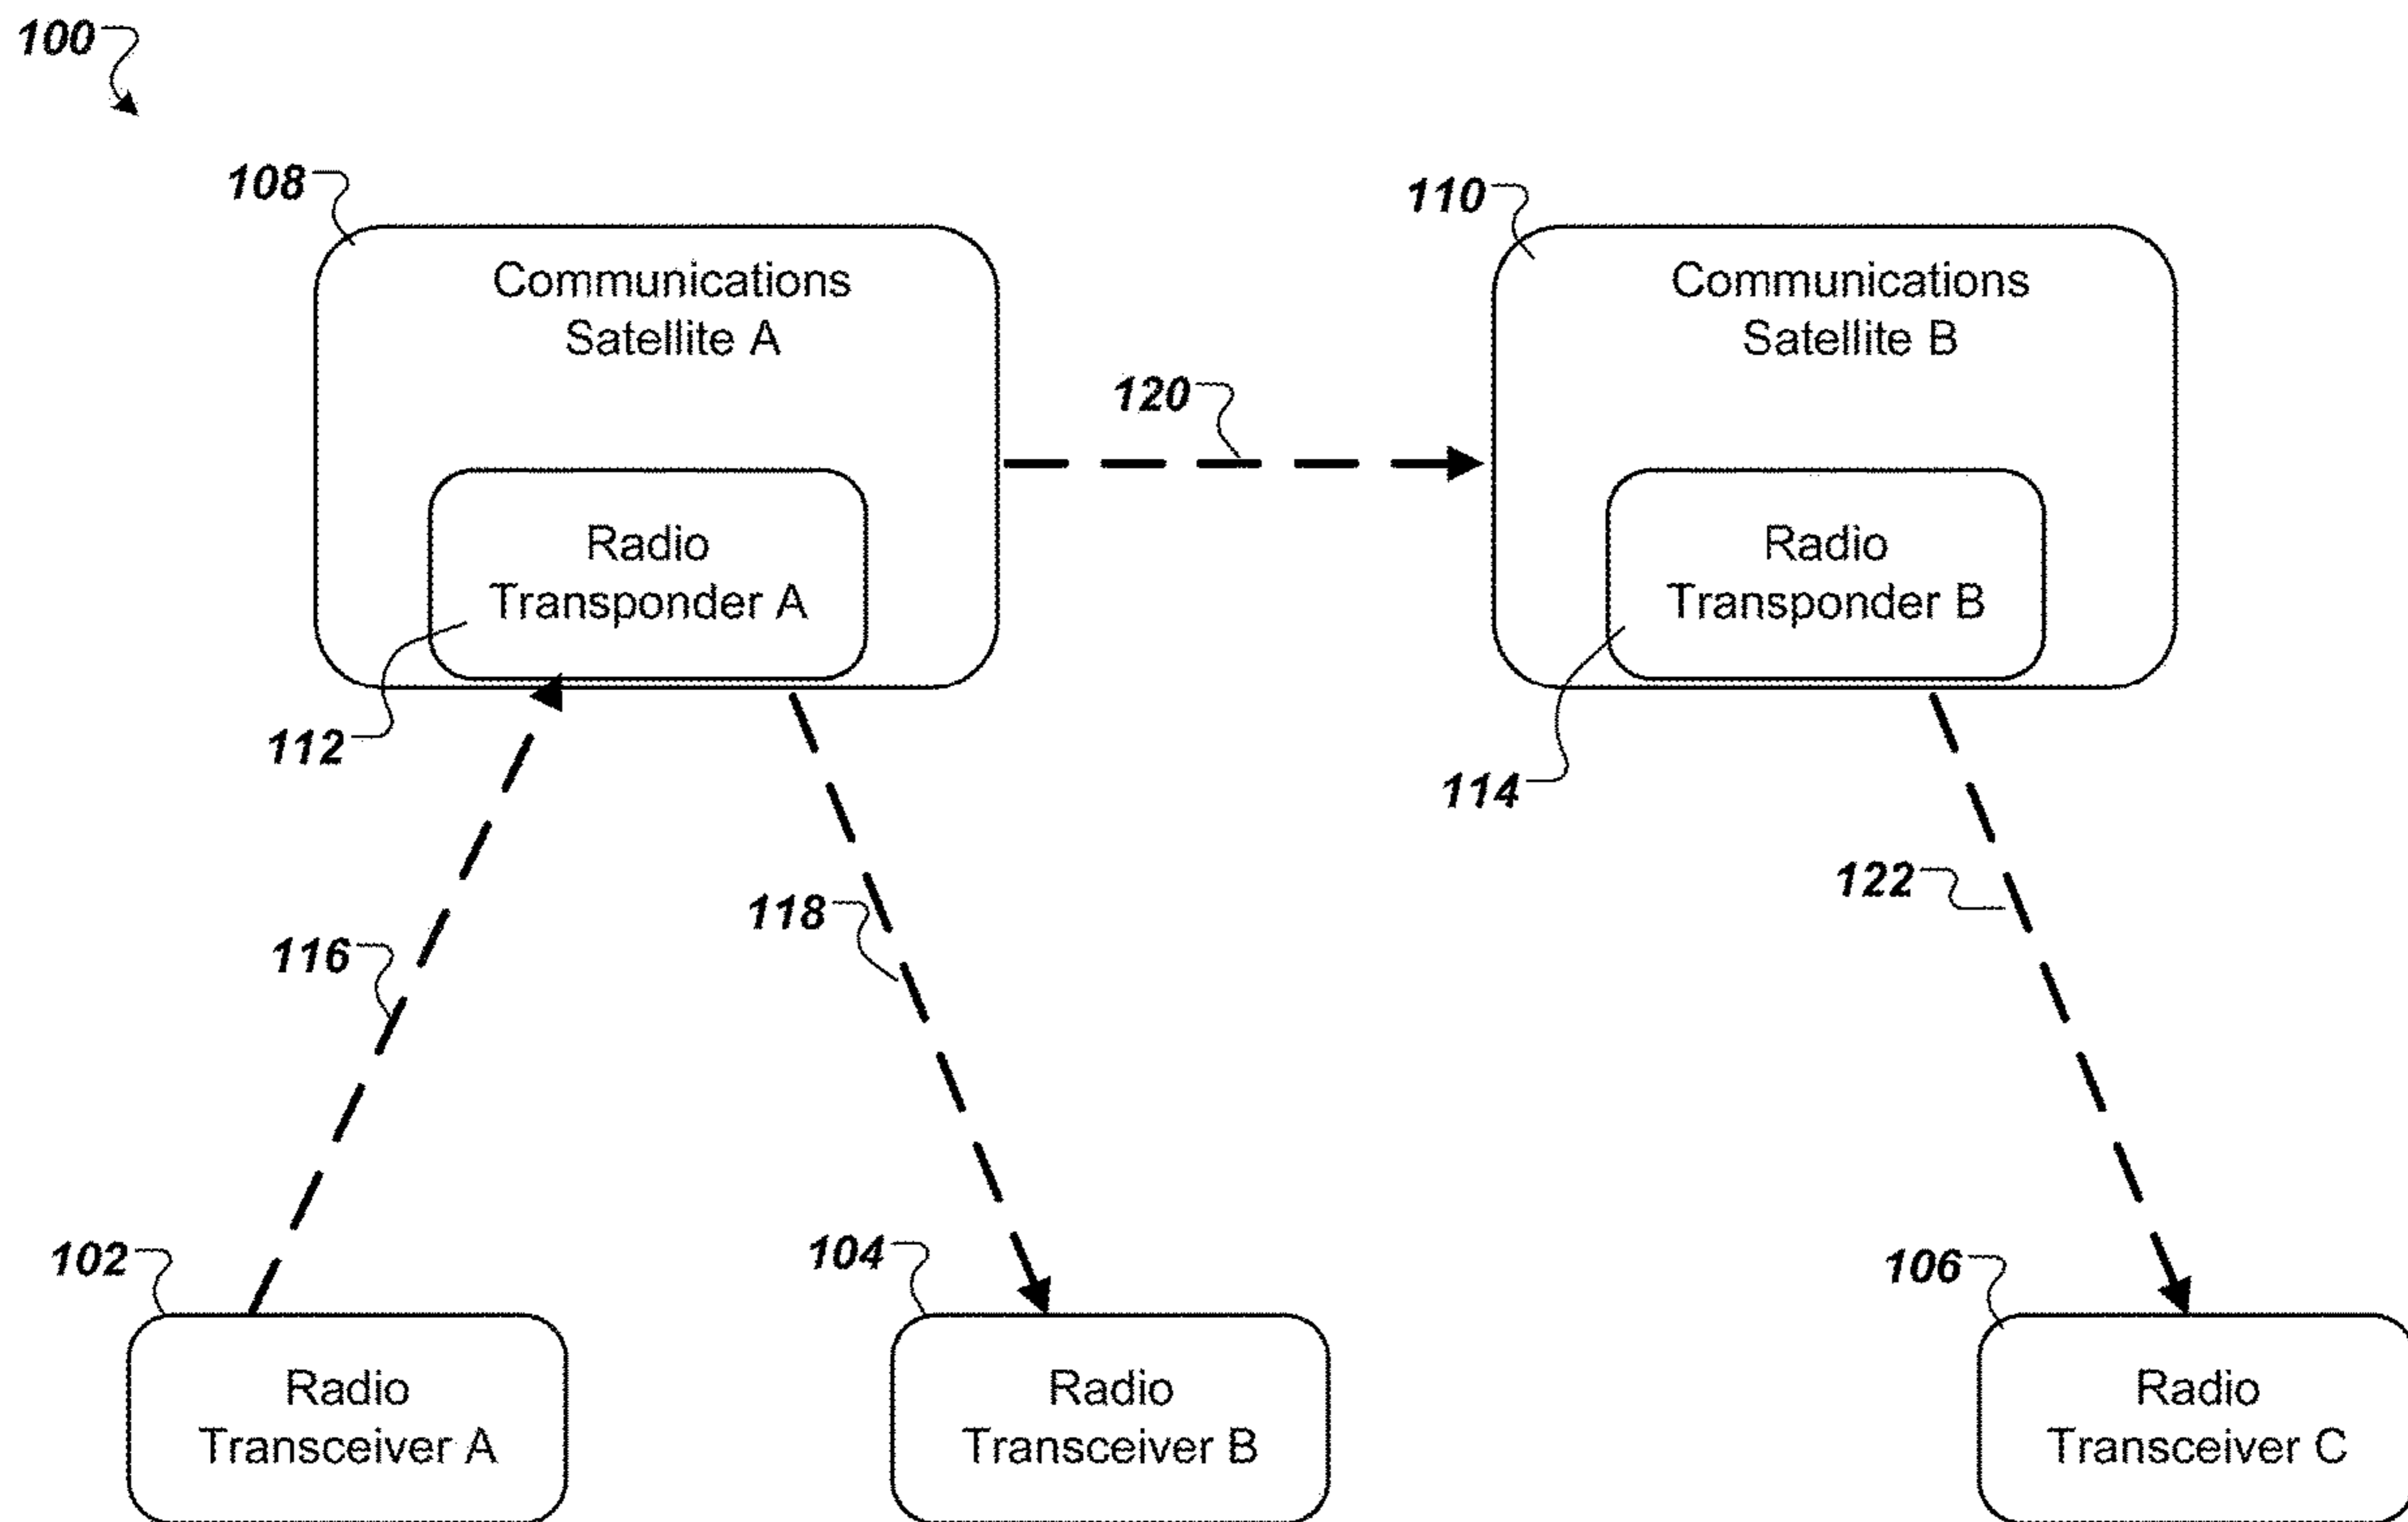 100
108
110
Communications
Satellite A
Communications
Satellite B
120
Radio
Transponder A
Radio
Transponder B
112
114
118
122
116
102
104
106
Radio
Transceiver A
Radio
Transceiver B
Radio
Transceiver C